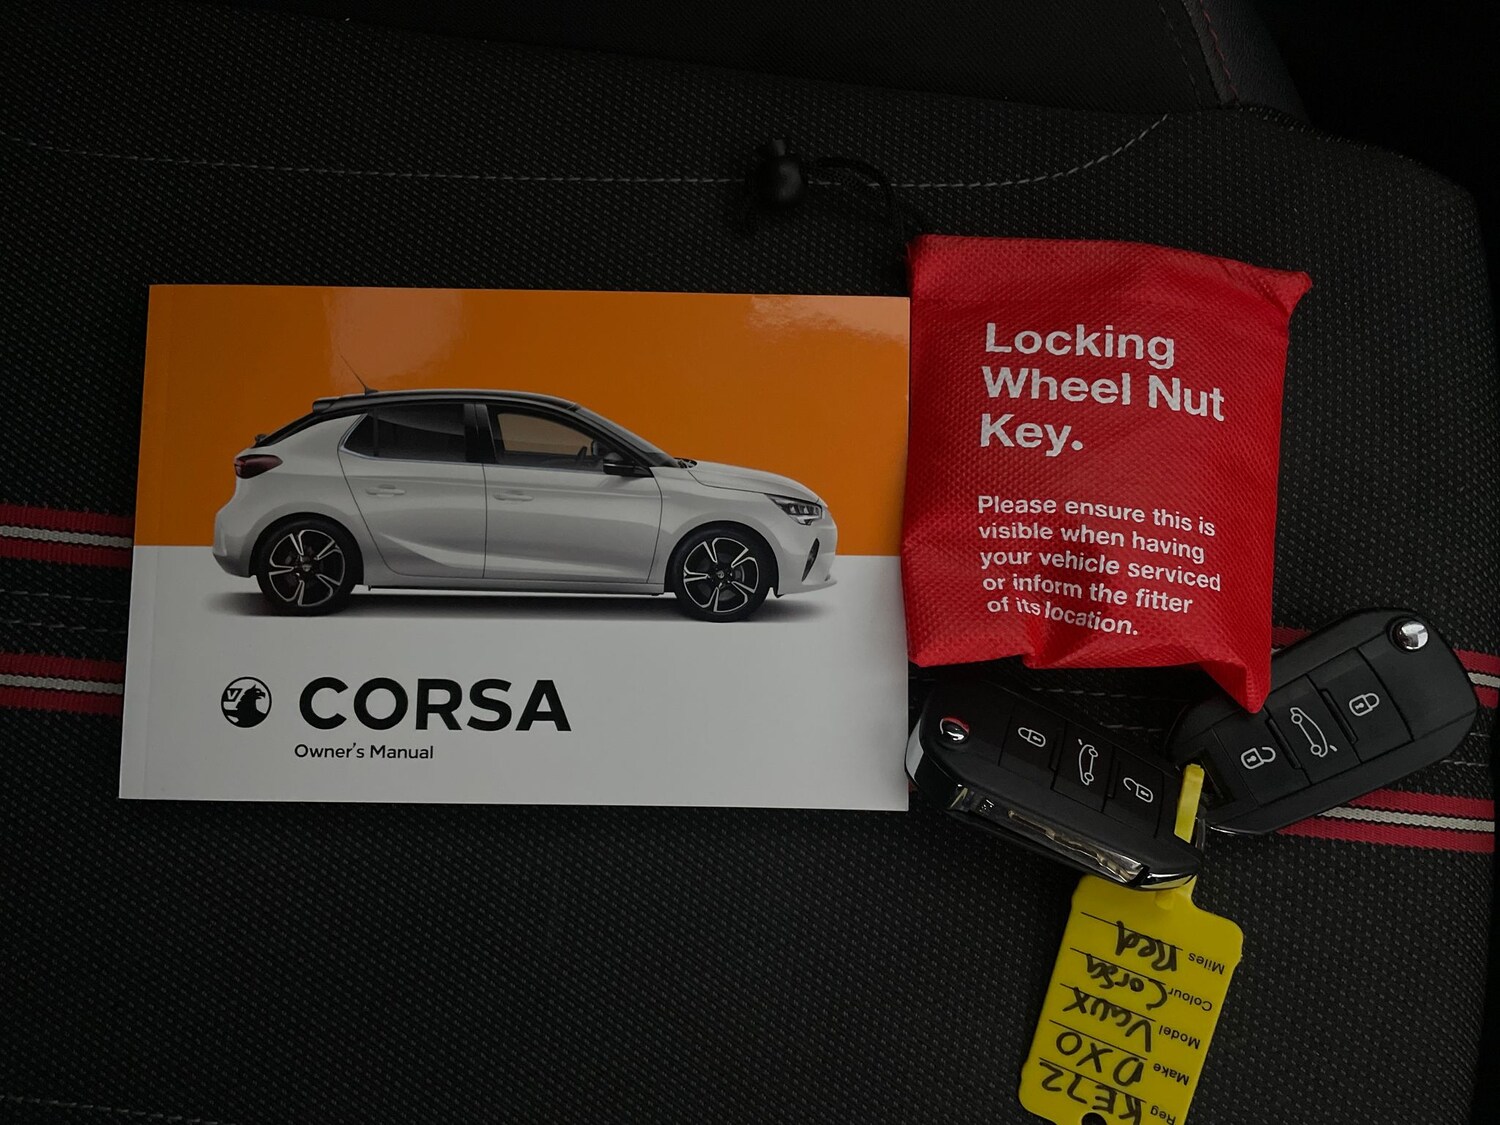 CORSA
Owner's Manual
Locking
Wheel Nut
Key.
Please ensure this is
visible when having
your vehicle serviced
or inform the fitter
of its location.
Reg KE72
Make DXO
Model Vaux
Colour Corsa
Miles Red